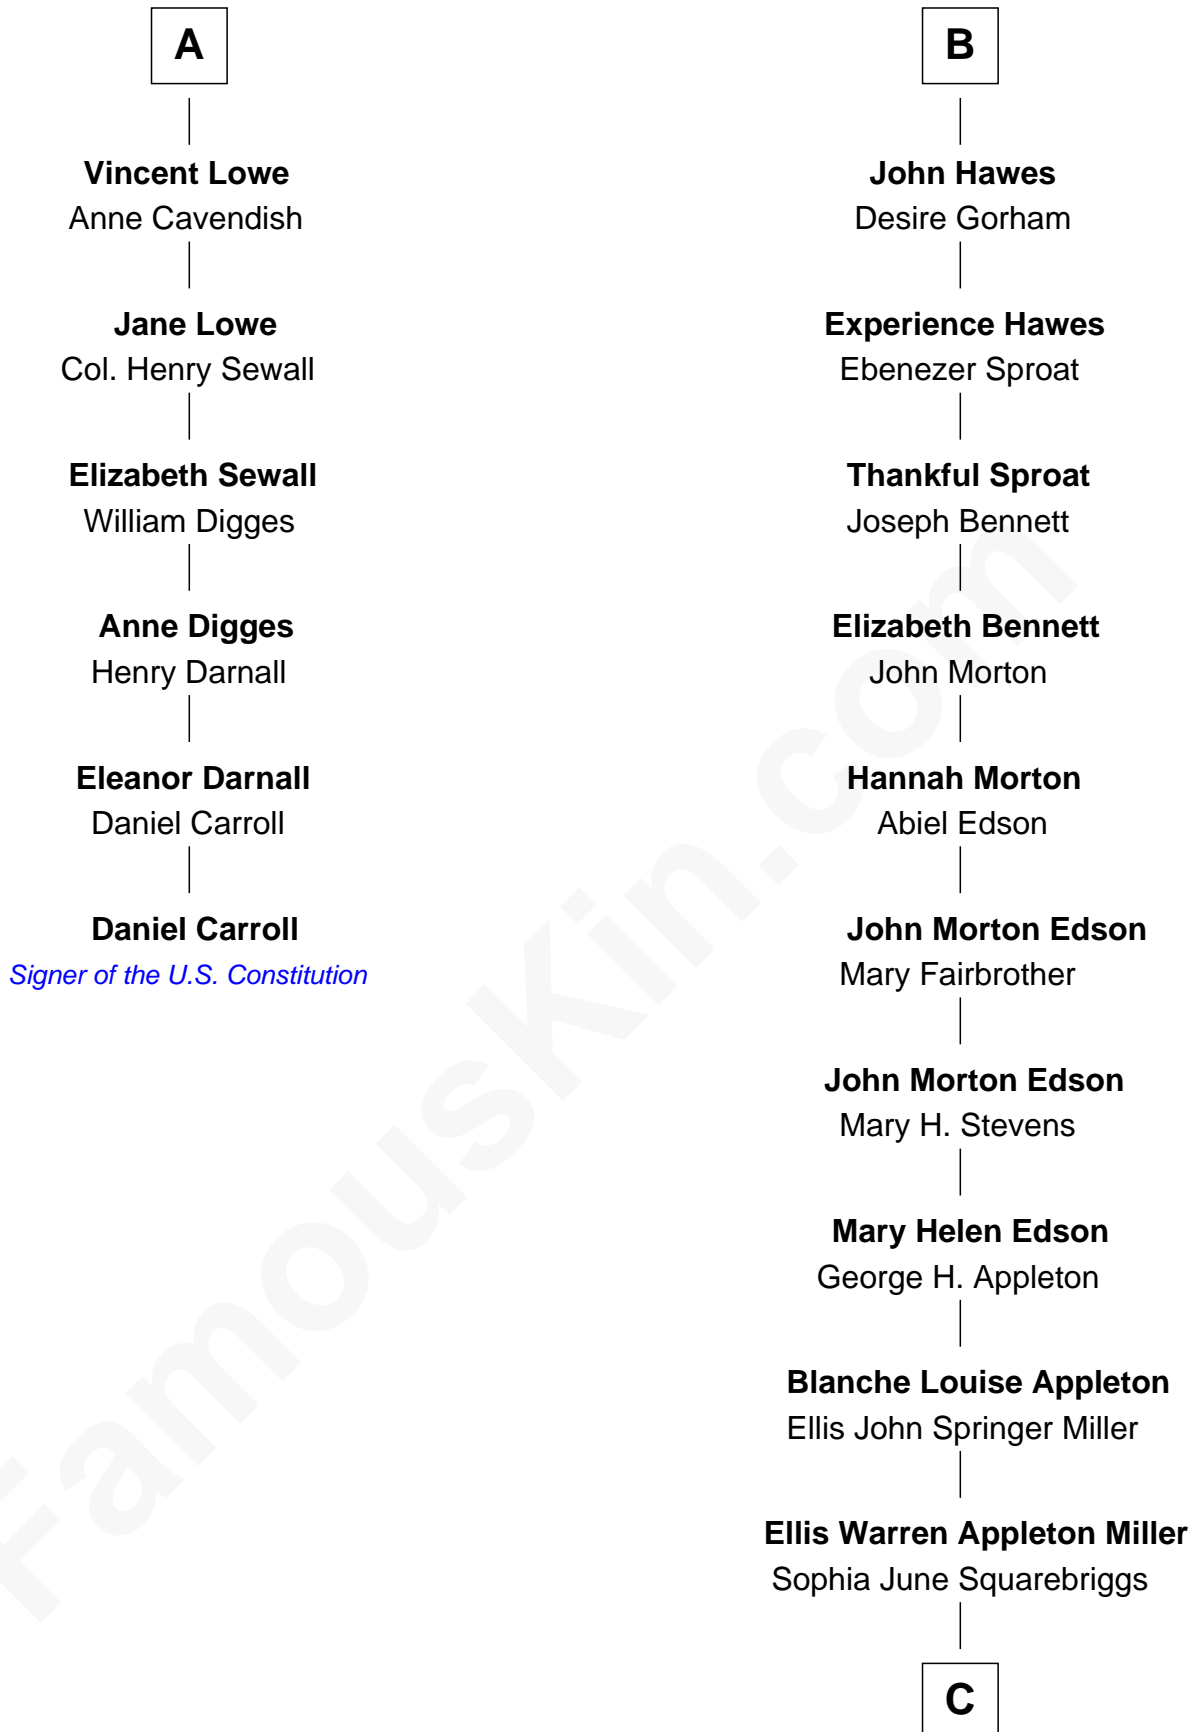 A
Vincent Lowe
Anne Cavendish
Jane Lowe
Col. Henry Sewall
Elizabeth Sewall
William Digges
Anne Digges
Henry Darnall
Eleanor Darnall
Daniel Carroll
Daniel Carroll
Signer of the U.S. Constitution
B
John Hawes
Desire Gorham
Experience Hawes
Ebenezer Sproat
Thankful Sproat
Joseph Bennett
Elizabeth Bennett
John Morton
Hannah Morton
Abiel Edson
John Morton Edson
Mary Fairbrother
John Morton Edson
Mary H. Stevens
Mary Helen Edson
George H. Appleton
Blanche Louise Appleton
Ellis John Springer Miller
Ellis Warren Appleton Miller
Sophia June Squarebriggs
C
FamousKin.com